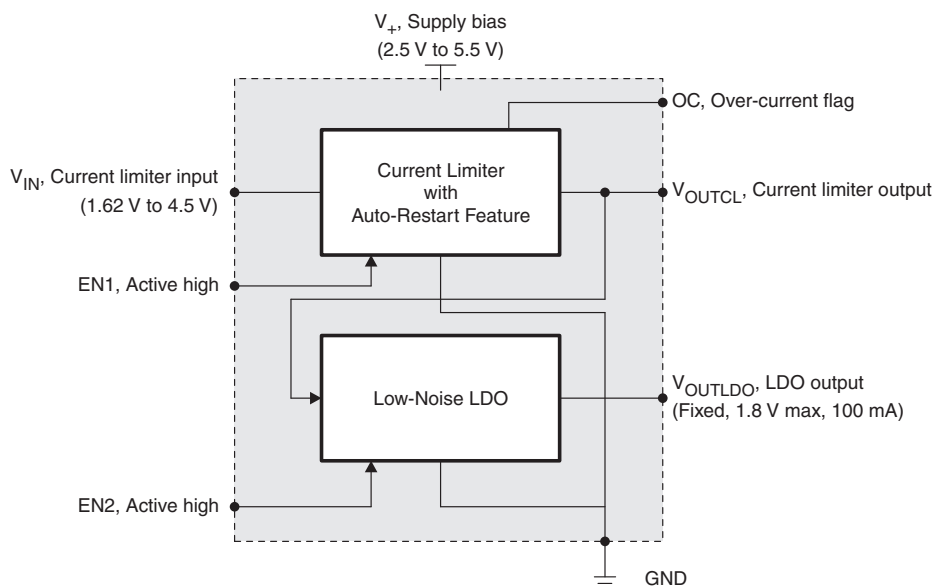 V+, Supply bias
(2.5 V to 5.5 V)
OC, Over-current flag
Current Limiter
with
Auto-Restart Feature
VIN, Current limiter input
(1.62 V to 4.5 V)
VOUTCL, Current limiter output
EN1, Active high
Low-Noise LDO
VOUTLDO, LDO output
(Fixed, 1.8 V max, 100 mA)
EN2, Active high
GND